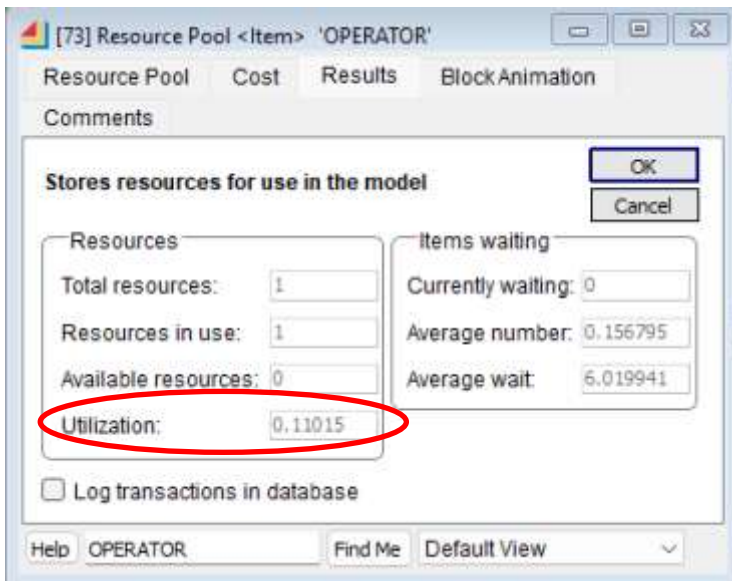 [73] Resource Pool <Item> 'OPERATOR'
Resource Pool Cost Results Block Animation
Comments
Stores resources for use in the model
OK
Cancel
Resources
Total resources: 1
Resources in use: 1
Available resources: 0
Utilization: 0.11015
Items waiting
Currently waiting: 0
Average number: 0.156795
Average wait: 6.019941
Log transactions in database
Help OPERATOR Find Me Default View